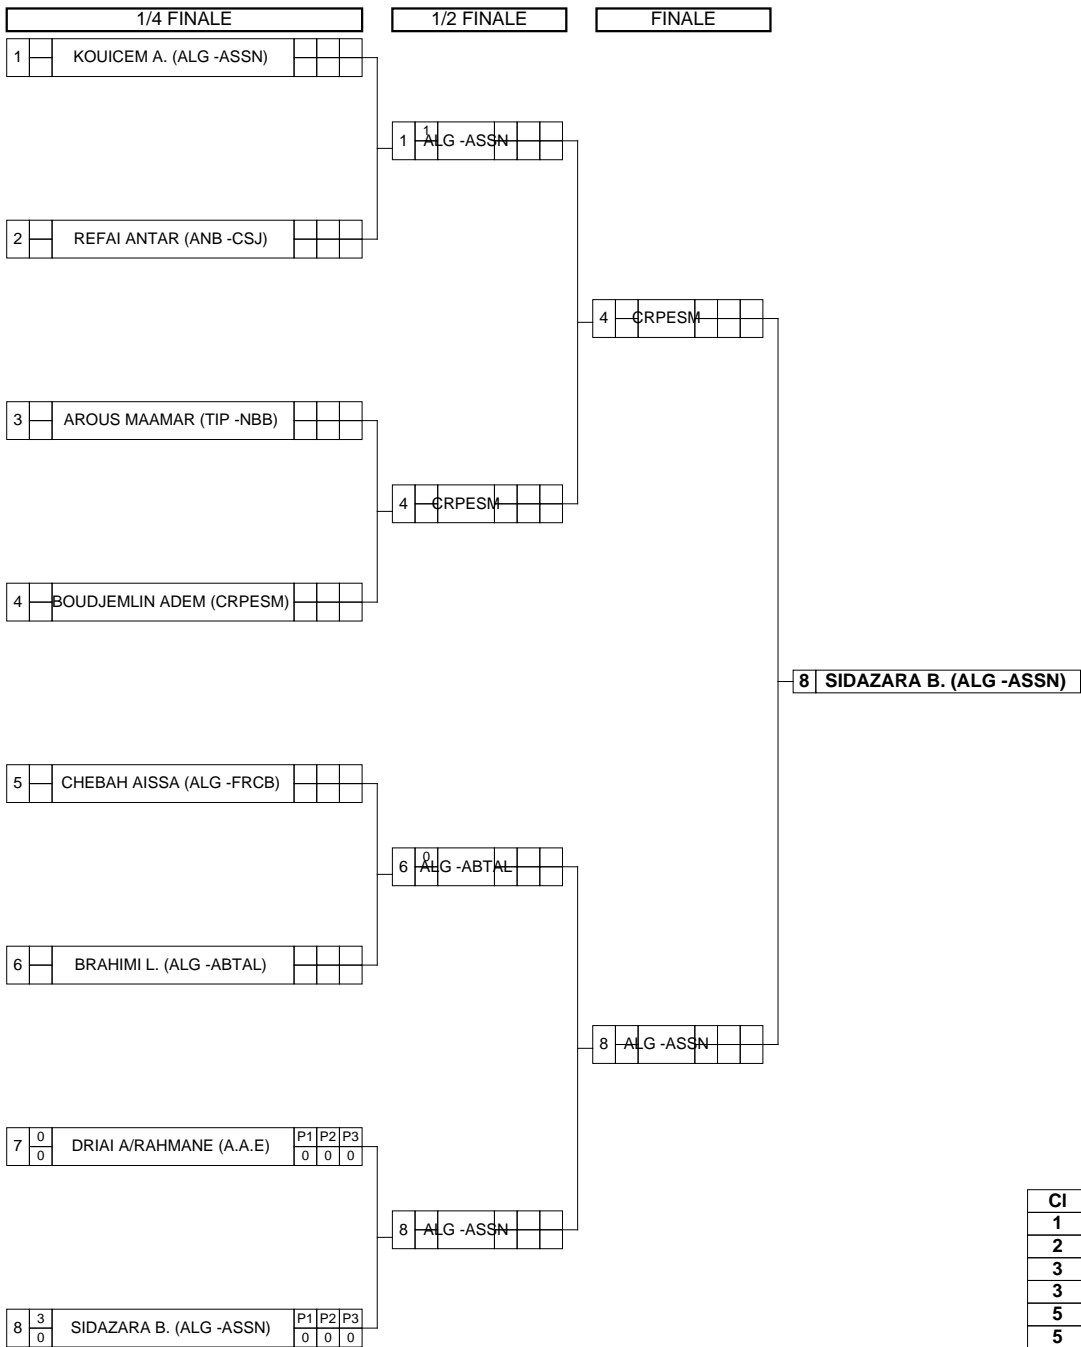 1/4 FINALE 1/2 FINALE FINALE
1 KOUICEM A. (ALG -ASSN)
1 1 ALG -ASSN
2 REFAI ANTAR (ANB -CSJ)
4 CRPESM
3 AROUS MAAMAR (TIP -NBB)
4 CRPESM
4 BOUDJEMLIN ADEM (CRPESM)
8 SIDAZARA B. (ALG -ASSN)
5 CHEBAH AISSA (ALG -FRCB)
6 0 ALG -ABTAL
6 BRAHIMI L. (ALG -ABTAL)
8 ALG -ASSN
7 0 DRIAI A/RAHMANE (A.A.E) P1 P2 P3
0 0 0 0
8 ALG -ASSN
8 3 SIDAZARA B. (ALG -ASSN) P1 P2 P3
0 0 0 0
Cl
1
2
3
3
5
5